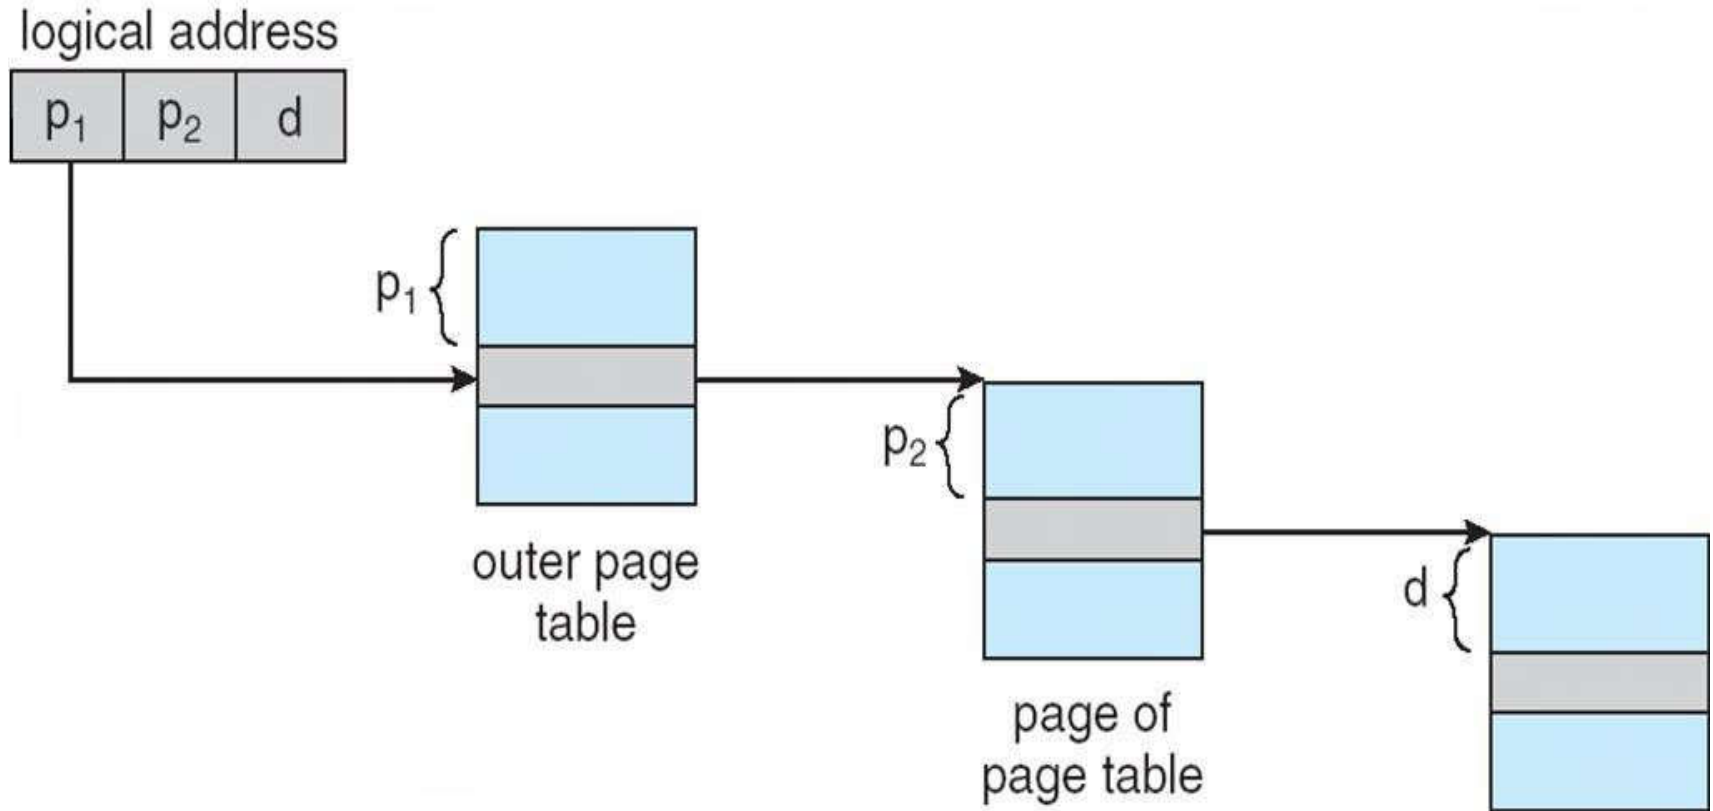 logical address
p₁ p₂ d
p₁
outer page
table
p₂
page of
page table
d